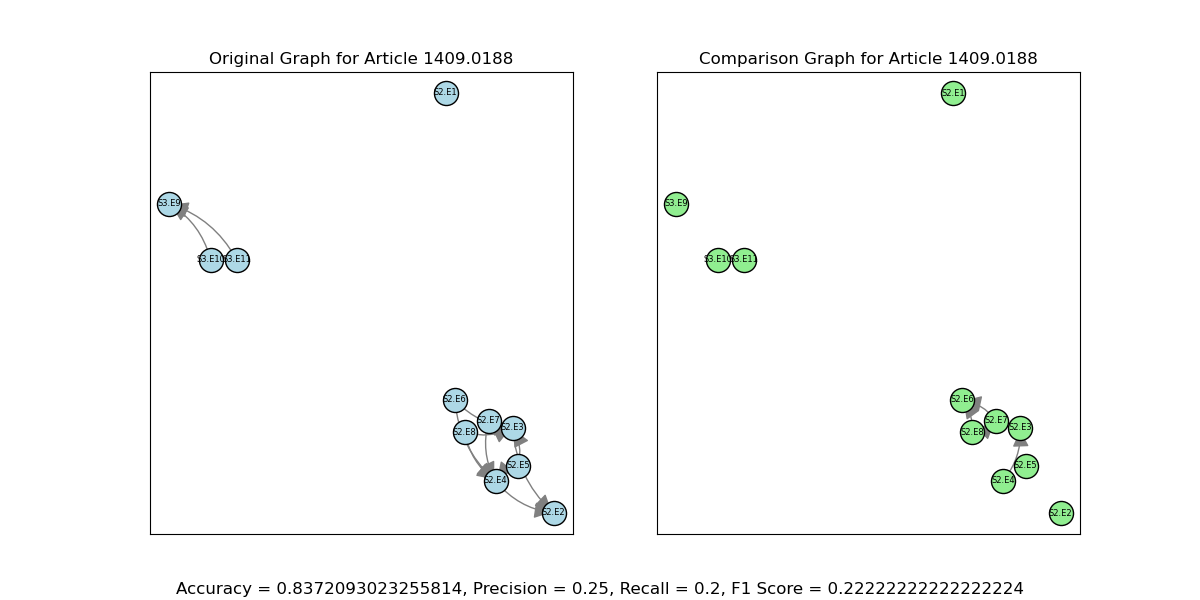 Original Graph for Article 1409.0188
Comparison Graph for Article 1409.0188
S2.E1
S2.E1
S3.E9
S3.E9
S3.E10
S3.E11
S3.E10
S3.E11
S2.E6
S2.E6
S2.E7
S2.E7
S2.E3
S2.E3
S2.E8
S2.E8
S2.E5
S2.E5
S2.E4
S2.E4
S2.E2
S2.E2
Accuracy = 0.8372093023255814, Precision = 0.25, Recall = 0.2, F1 Score = 0.22222222222222224